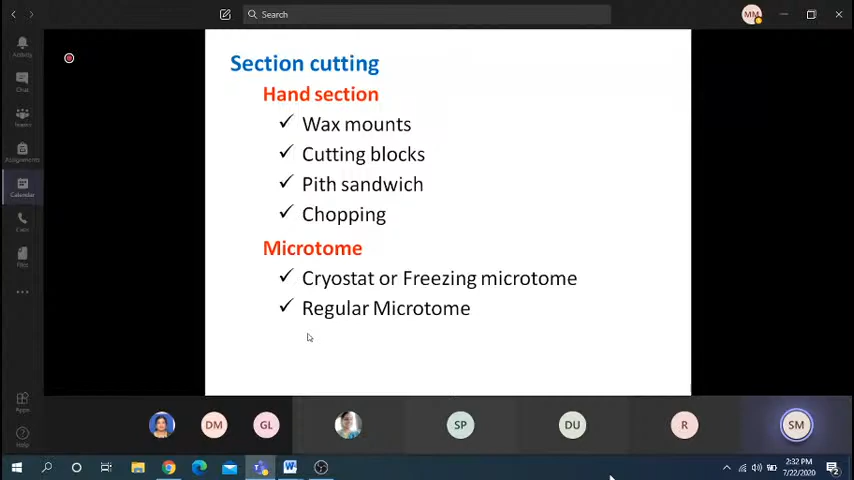 Search
MM
Activity
Chat
Teams
Assignments
Calendar
Calls
Files
Section cutting
Hand section
✓ Wax mounts
✓ Cutting blocks
✓ Pith sandwich
✓ Chopping
Microtome
✓ Cryostat or Freezing microtome
✓ Regular Microtome
Apps
Help
DM
GL
SP
DU
R
SM
2:32 PM
7/22/2020